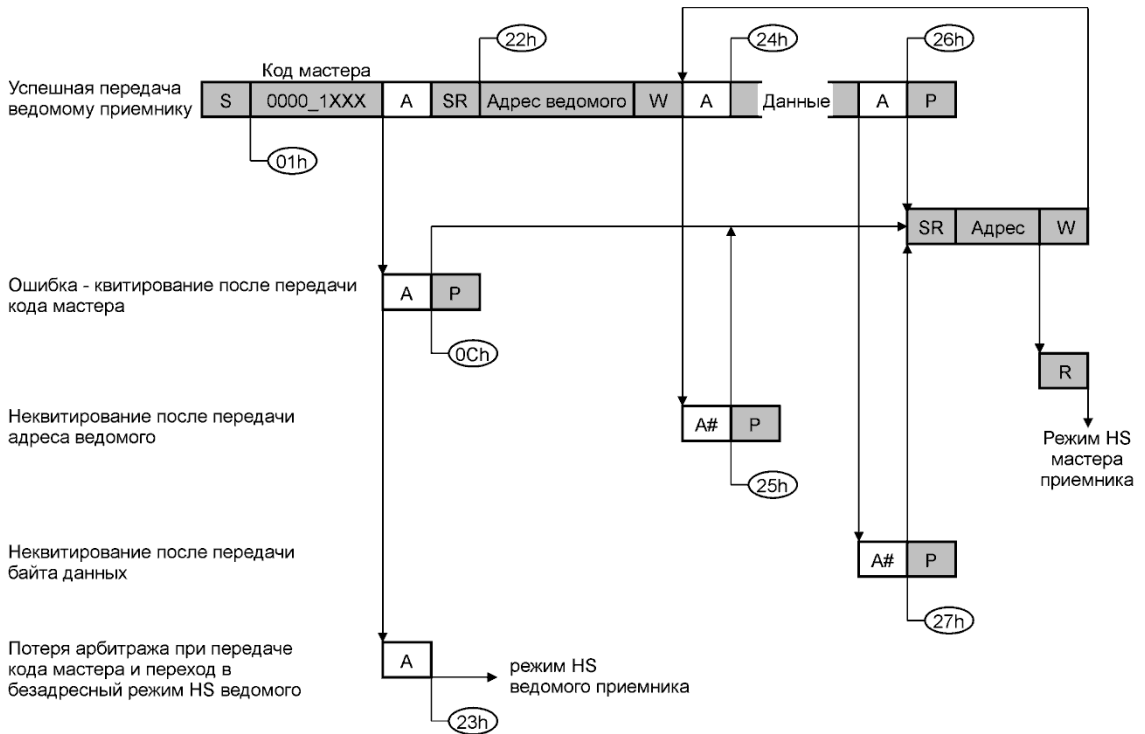 22h
24h
26h
Успешная передача
ведомому приемнику
Код мастера
S 0000_1XXX A SR Адрес ведомого W A Данные A P
01h
SR Адрес W
Ошибка - квитирование после передачи
кода мастера
A P
0Ch
R
Неквитирование после передачи
адреса ведомого
A# P
Режим HS
мастера
приемника
25h
Неквитирование после передачи
байта данных
A# P
27h
Потеря арбитража при передаче
кода мастера и переход в
безадресный режим HS ведомого
A
режим HS
ведомого приемника
23h